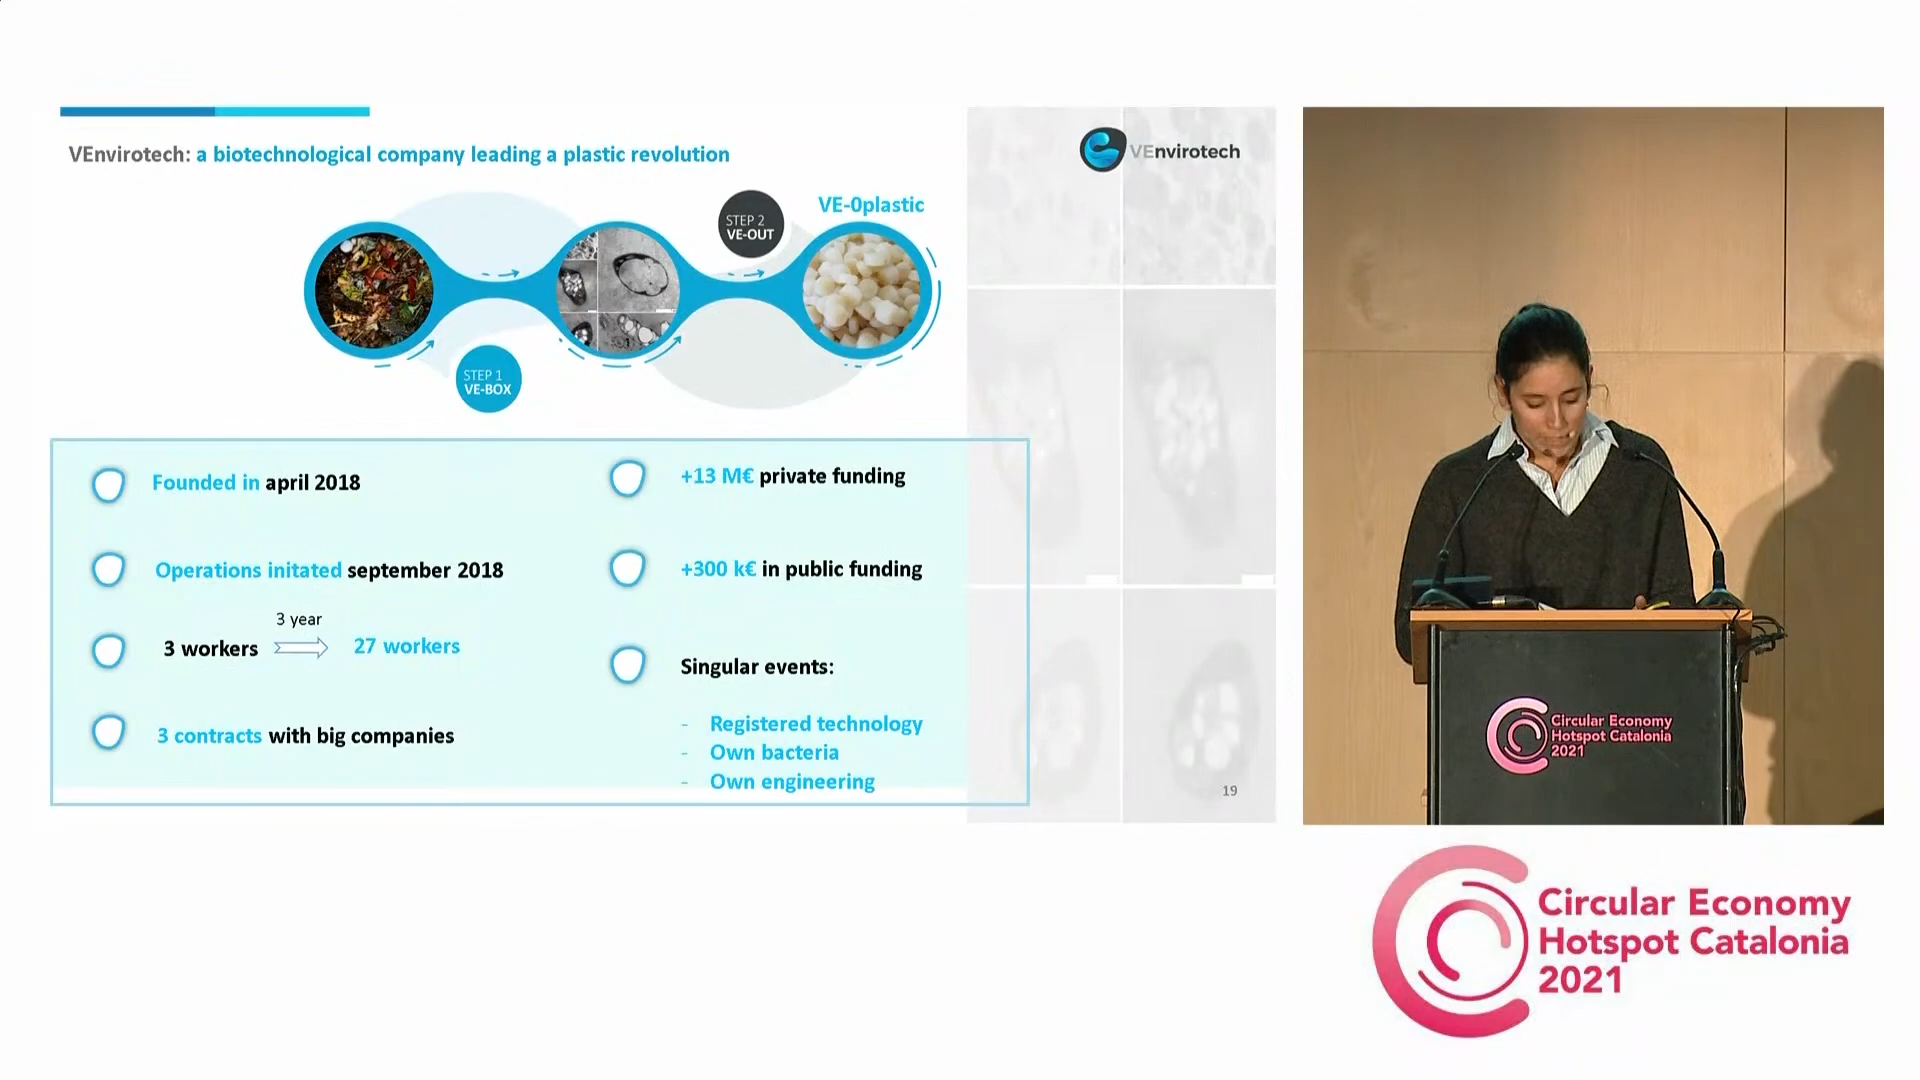 VEnvirotech: a biotechnological company leading a plastic revolution
VEnvirotech
STEP 2
VE-OUT
VE-0plastic
STEP 1
VE-BOX
Founded in april 2018
Operations initated september 2018
3 year
3 workers
27 workers
3 contracts with big companies
+13 M€ private funding
+300 k€ in public funding
Singular events:
- Registered technology
- Own bacteria
- Own engineering
19
Circular Economy
Hotspot Catalonia
2021
Circular Economy
Hotspot Catalonia
2021